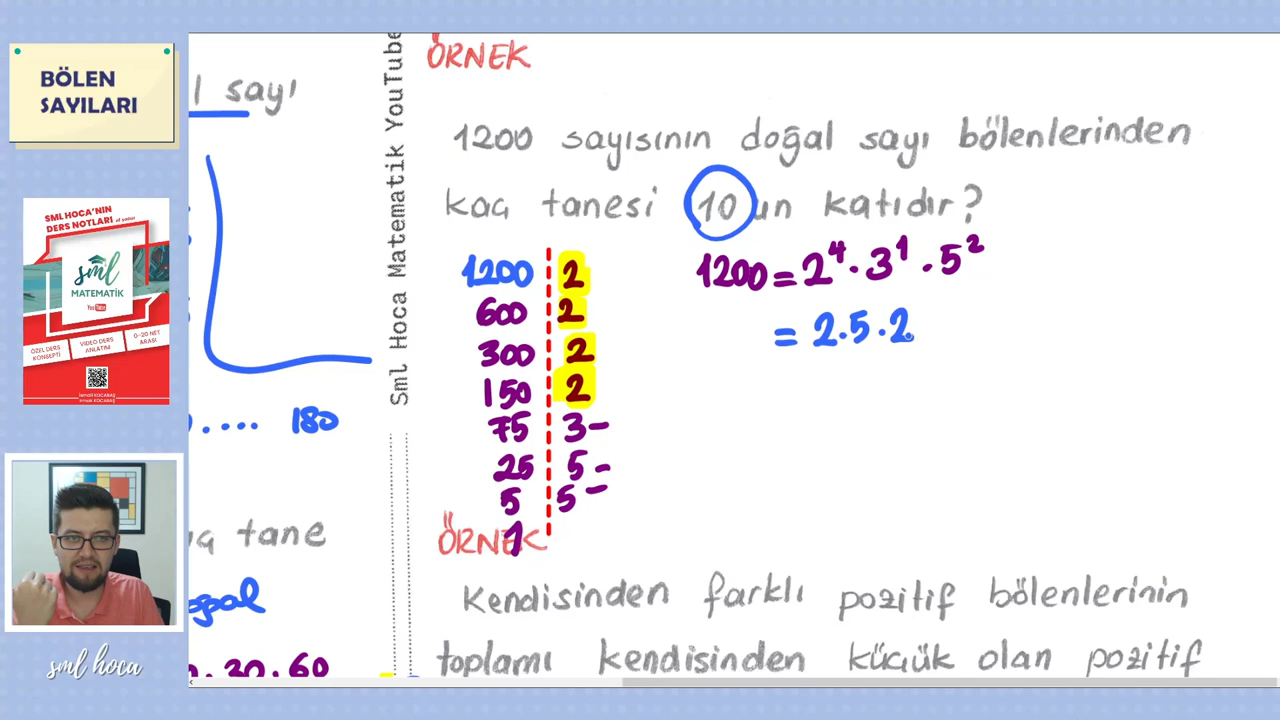 BÖLEN
SAYILARI
SML HOCA'NIN
DERS NOTLARI
sml
MATEMATİK
YouTube
ÖZEL DERS
KONSEPTİ
VIDEO DERS
ANLATIM
0-20 NET
ARASI
sml hoca
sayı
.... 180
tane
30.60
Sml Hoca Matematik YouTube
ÖRNEK
1200 sayısının doğal sayı bölenlerinden
kaç tanesi 10 un katıdır?
1200 2
600 2
300 2
150 2
75 3-
25 5-
5 5-
1
1200 = 2⁴ · 3¹ · 5²
= 2.5.2
ÖRNEK
Kendisinden farklı pozitif bölenlerinin
toplamı kendisinden küçük olan pozitif